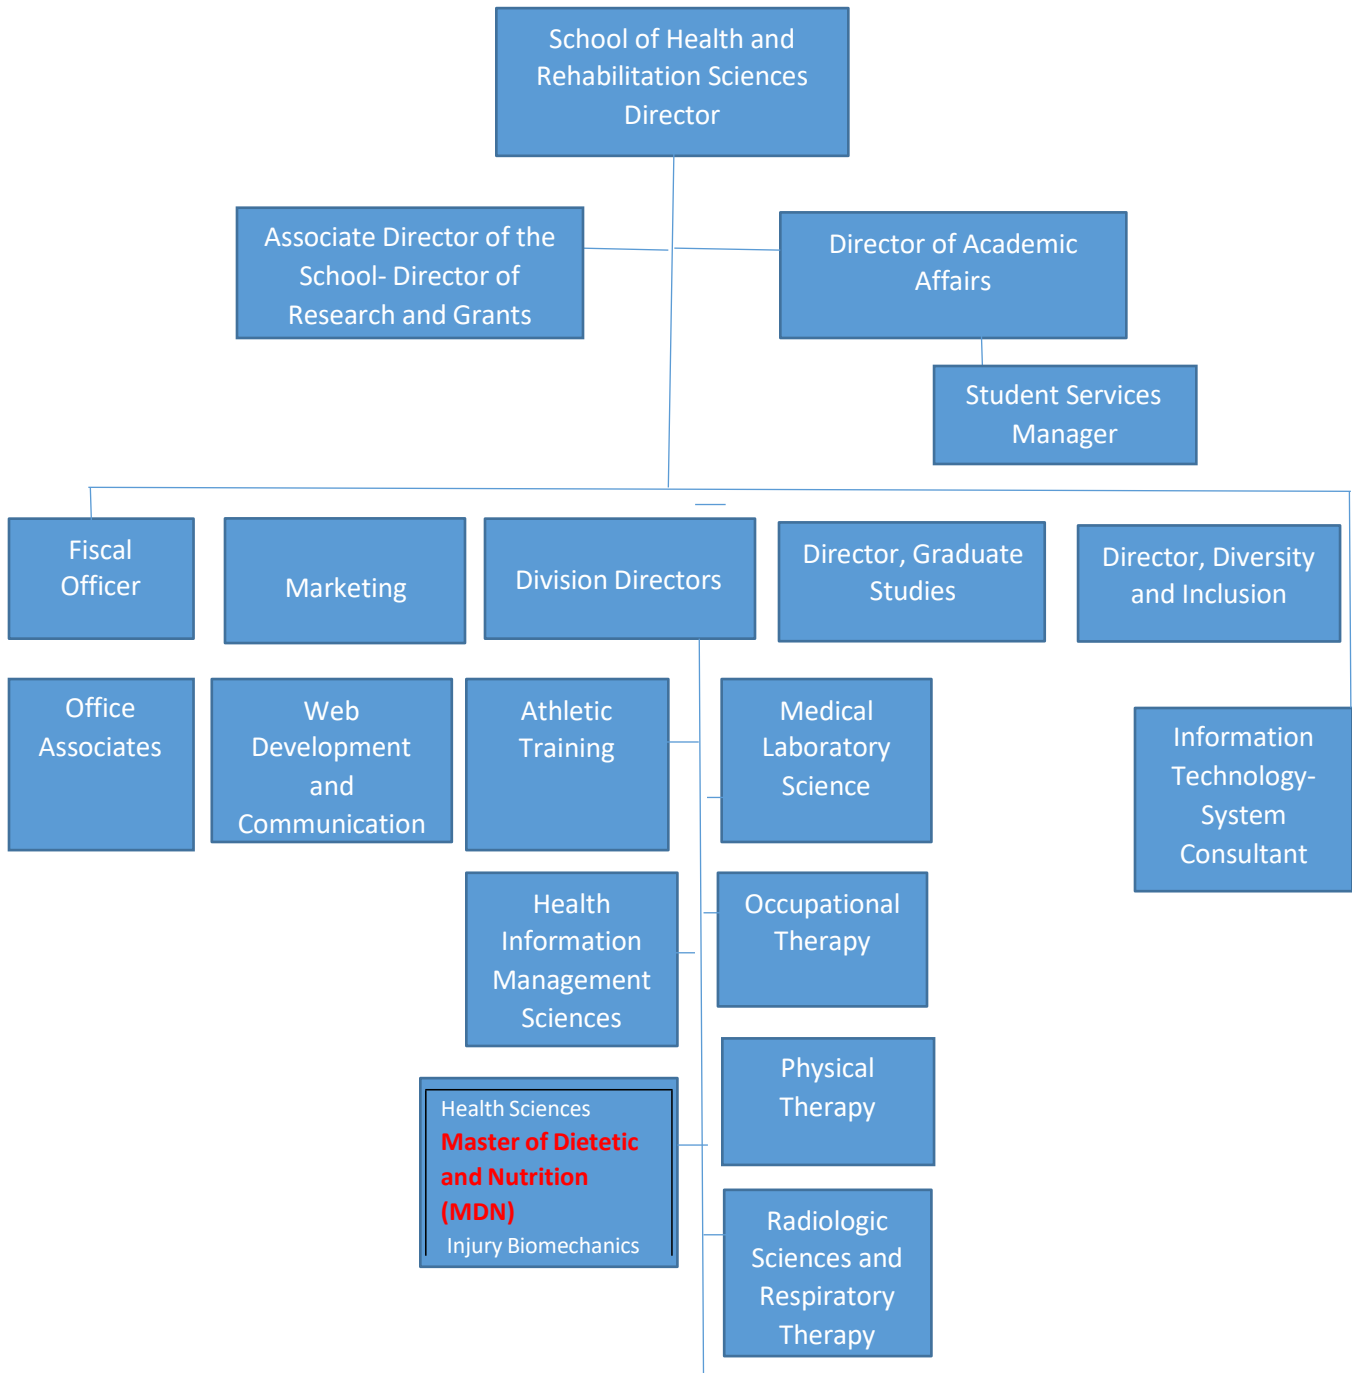 School of Health and
Rehabilitation Sciences
Director
Associate Director of the
School- Director of
Research and Grants
Director of Academic
Affairs
Student Services
Manager
Fiscal
Officer
Marketing
Division Directors
Director, Graduate
Studies
Director, Diversity
and Inclusion
Office
Associates
Web
Development
and
Communication
Athletic
Training
Medical
Laboratory
Science
Information
Technology-
System
Consultant
Health
Information
Management
Sciences
Occupational
Therapy
Physical
Therapy
Health Sciences
Master of Dietetic
and Nutrition
(MDN)
Injury Biomechanics
Radiologic
Sciences and
Respiratory
Therapy